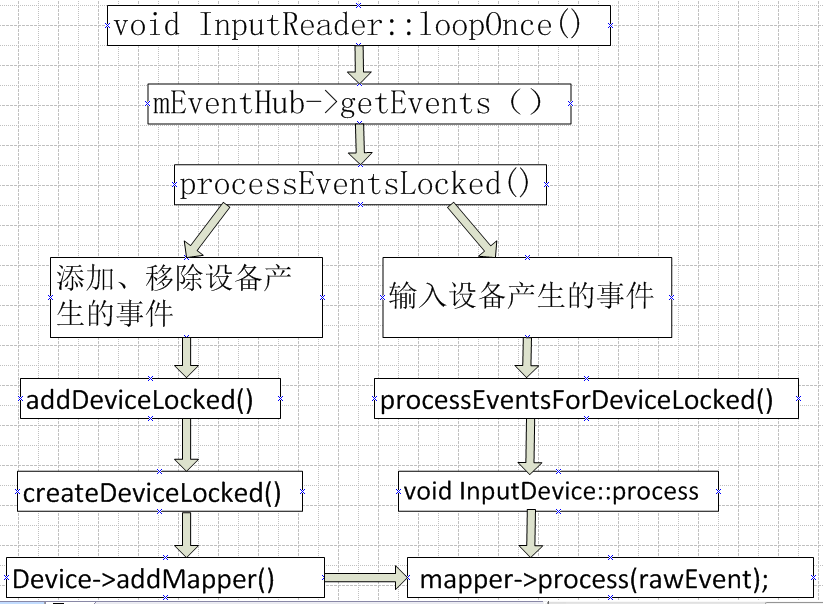 void InputReader::loopOnce()
mEventHub->getEvents（）
processEventsLocked()
添加、移除设备产
生的事件
输入设备产生的事件
addDeviceLocked()
processEventsForDeviceLocked()
createDeviceLocked()
void InputDevice::process
Device->addMapper()
mapper->process(rawEvent);